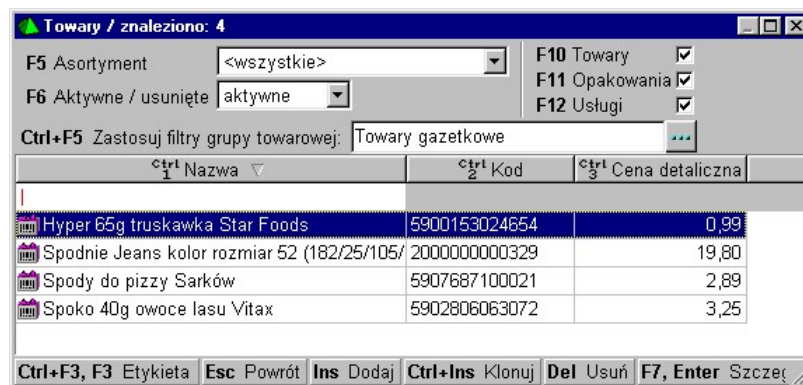 Towary / znaleziono: 4
F5 Asortyment <wszystkie> F10 Towary
F11 Opakowania
F6 Aktywne / usunięte aktywne F12 Usługi
Ctrl+F5 Zastosuj filtry grupy towarowej: Towary gazetkowe ...
Ctrl 1 Nazwa Ctrl 2 Kod Ctrl 3 Cena detaliczna
Hyper 65g truskawka Star Foods 5900153024654 0,99
Spodnie Jeans kolor rozmiar 52 (182/25/105/ 2000000000329 19,80
Spody do pizzy Sarków 5907687100021 2,89
Spoko 40g owoce lasu Vitax 5902806063072 3,25
Ctrl+F3, F3 Etykieta Esc Powrót Ins Dodaj Ctrl+Ins Klonuj Del Usuń F7, Enter Szczeg